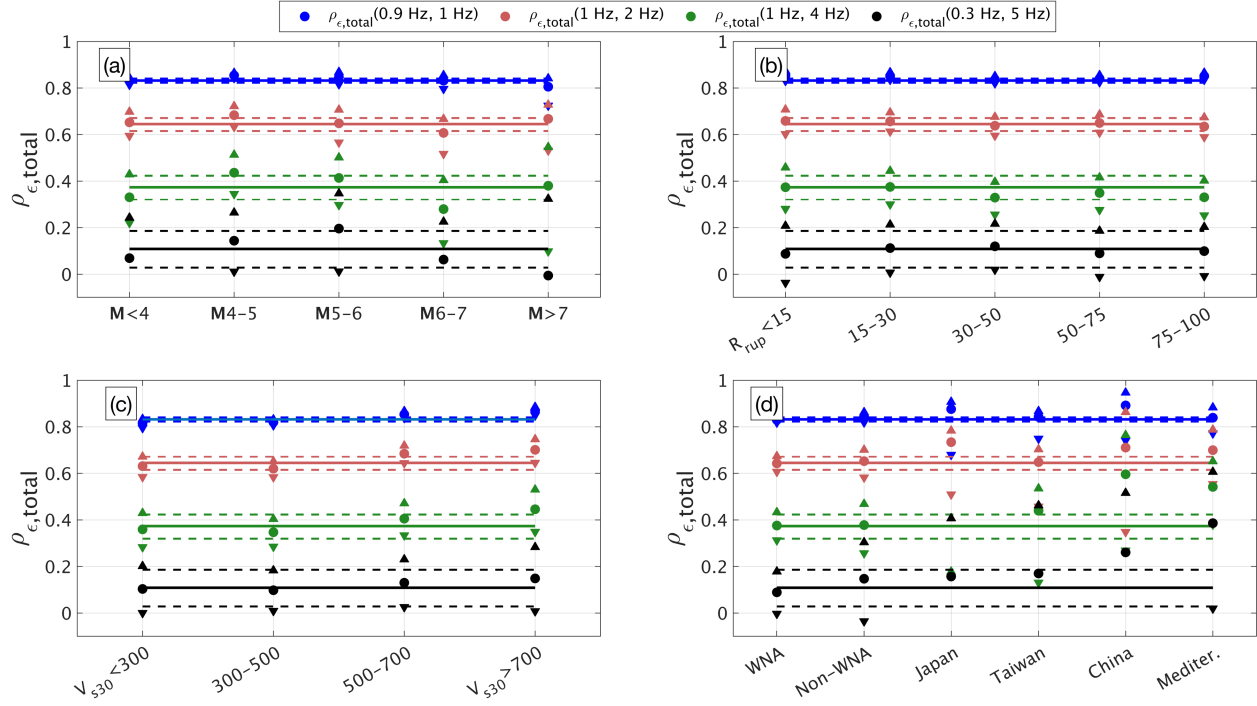 ρϵ,total(0.9 Hz, 1 Hz) ρϵ,total(1 Hz, 2 Hz) ρϵ,total(1 Hz, 4 Hz) ρϵ,total(0.3 Hz, 5 Hz)
(a)
1
0.8
0.6
0.4
0.2
0
ρϵ,total
M<4 M4–5 M5–6 M6–7 M>7
(b)
1
0.8
0.6
0.4
0.2
0
ρϵ,total
Rrup<15 15–30 30–50 50–75 75–100
(c)
1
0.8
0.6
0.4
0.2
0
ρϵ,total
Vs30<300 300–500 500–700 Vs30>700
(d)
1
0.8
0.6
0.4
0.2
0
ρϵ,total
WNA Non–WNA Japan Taiwan China Mediter.